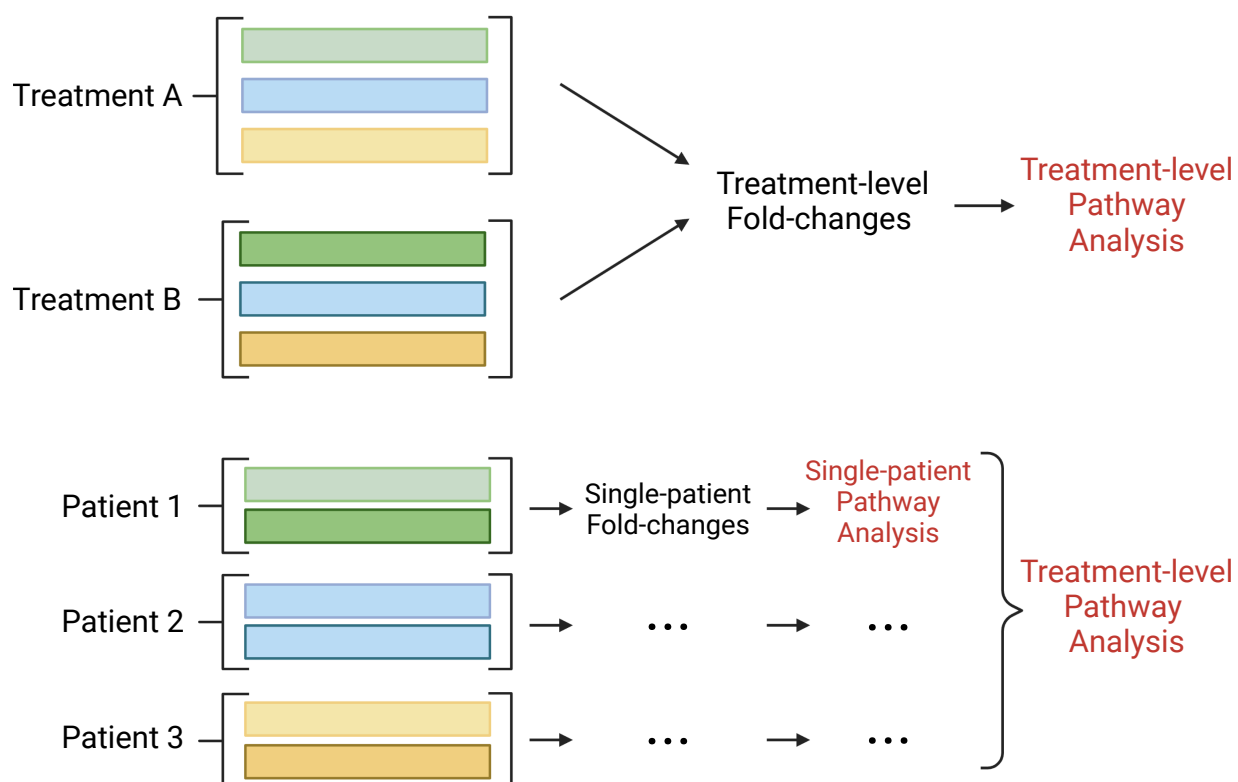 Treatment A
Treatment-level
Fold-changes
Treatment-level
Pathway
Analysis
Treatment B
Patient 1
Single-patient
Fold-changes
Single-patient
Pathway
Analysis
Patient 2
...
...
Treatment-level
Pathway
Analysis
Patient 3
...
...